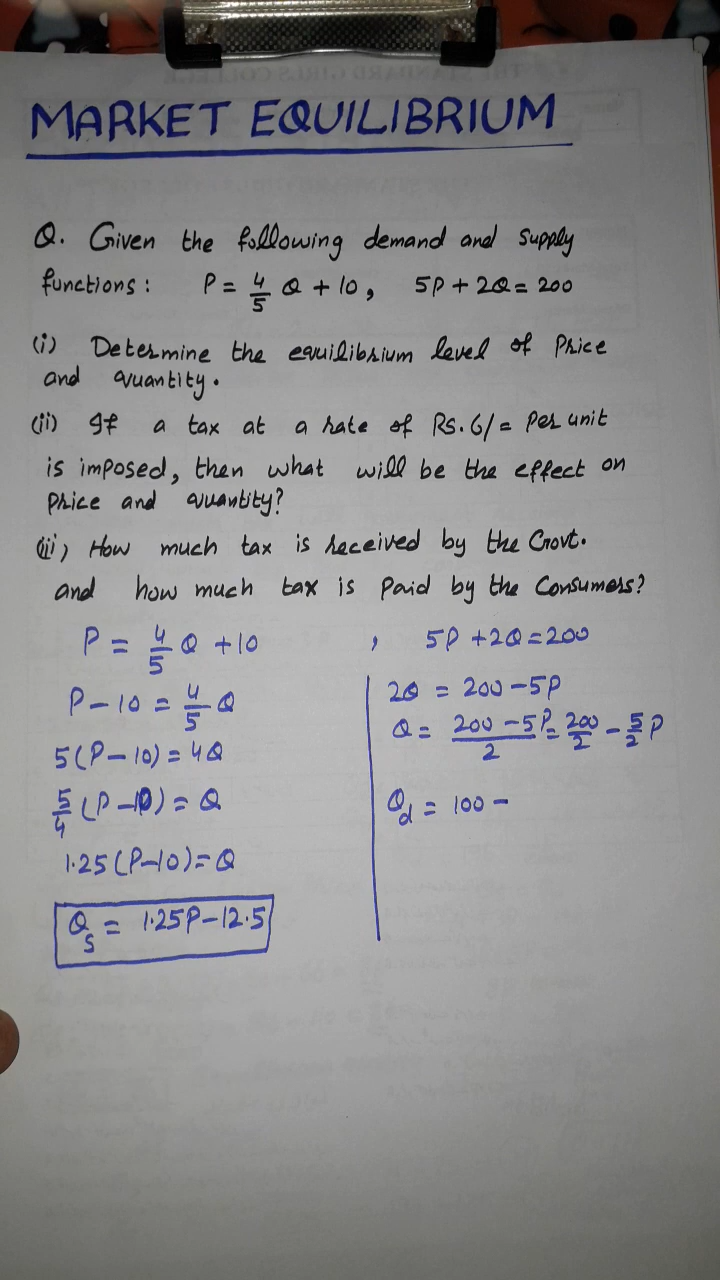 MARKET EQUILIBRIUM
Q. Given the following demand and supply
functions : P = 4/5 Q + 10, 5P + 2Q = 200
(i) Determine the equilibrium level of Price
and quantity.
(ii) If a tax at a rate of RS. 6/= Per unit
is imposed, then what will be the effect on
Price and quantity?
(iii) How much tax is received by the Govt.
and how much tax is paid by the Consumers?
P = 4/5 Q + 10 , 5P + 2Q = 200
P - 10 = 4/5 Q
5(P - 10) = 4Q
5/4 (P - 10) = Q
1.25(P-10) = Q
Qs = 1.25P - 12.5
2Q = 200 - 5P
Q = 200 - 5P/2 = 200/2 - 5/2 P
Qd = 100 -